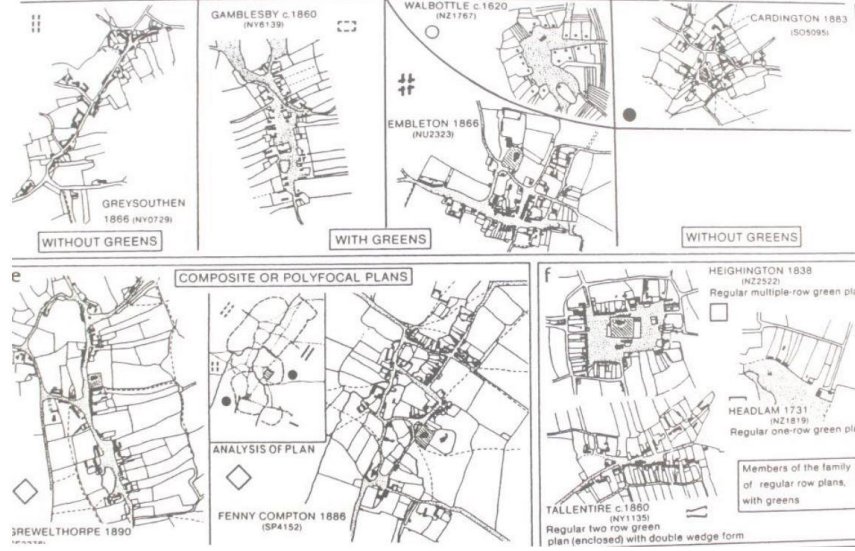 GAMBLESBY c.1860
(NY6139)
WALBOTTLE c.1620
(NZ1767)
CARDINGTON 1883
(SO5095)
EMBLETON 1866
(NU2323)
GREYSOUTHEN
1866 (NY0729)
WITHOUT GREENS
WITH GREENS
WITHOUT GREENS
e
COMPOSITE OR POLYFOCAL PLANS
ANALYSIS OF PLAN
GREWELTHORPE 1890
FENNY COMPTON 1886
(SP4152)
f
HEIGHINGTON 1838
(NZ2522)
Regular multiple-row green
HEADLAM 1731
(NZ1819)
Regular one-row green
Members of the family
of regular row plans,
with greens
TALLENTIRE c.1860
(NY1135)
Regular two row green
plan (enclosed) with double wedge form